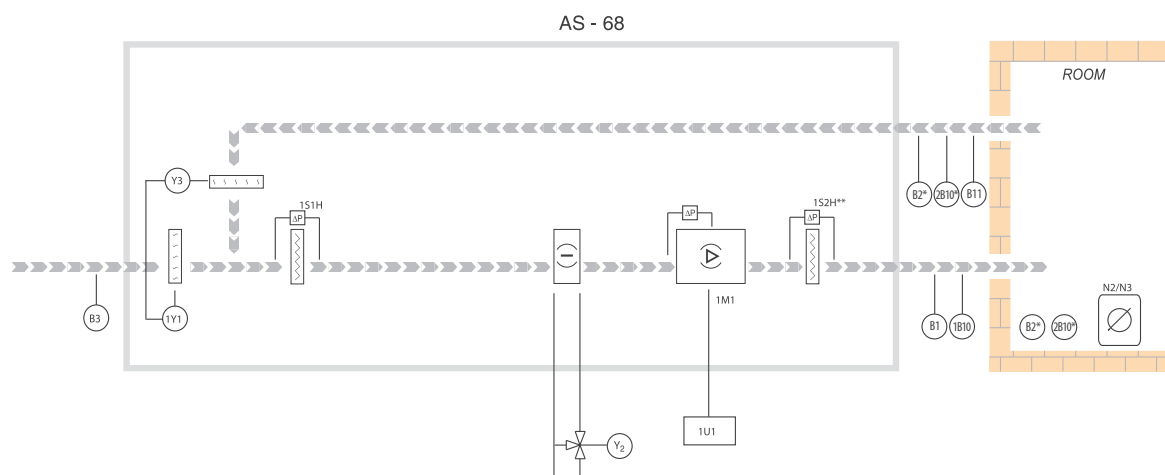 AS - 68
ROOM
Y3
1S1H
ΔP
ΔP
1S2H**
ΔP
B2*
2B10*
B11
B3
1Y1
1M1
B1
1B10
B2*
2B10*
N2/N3
1U1
Y2